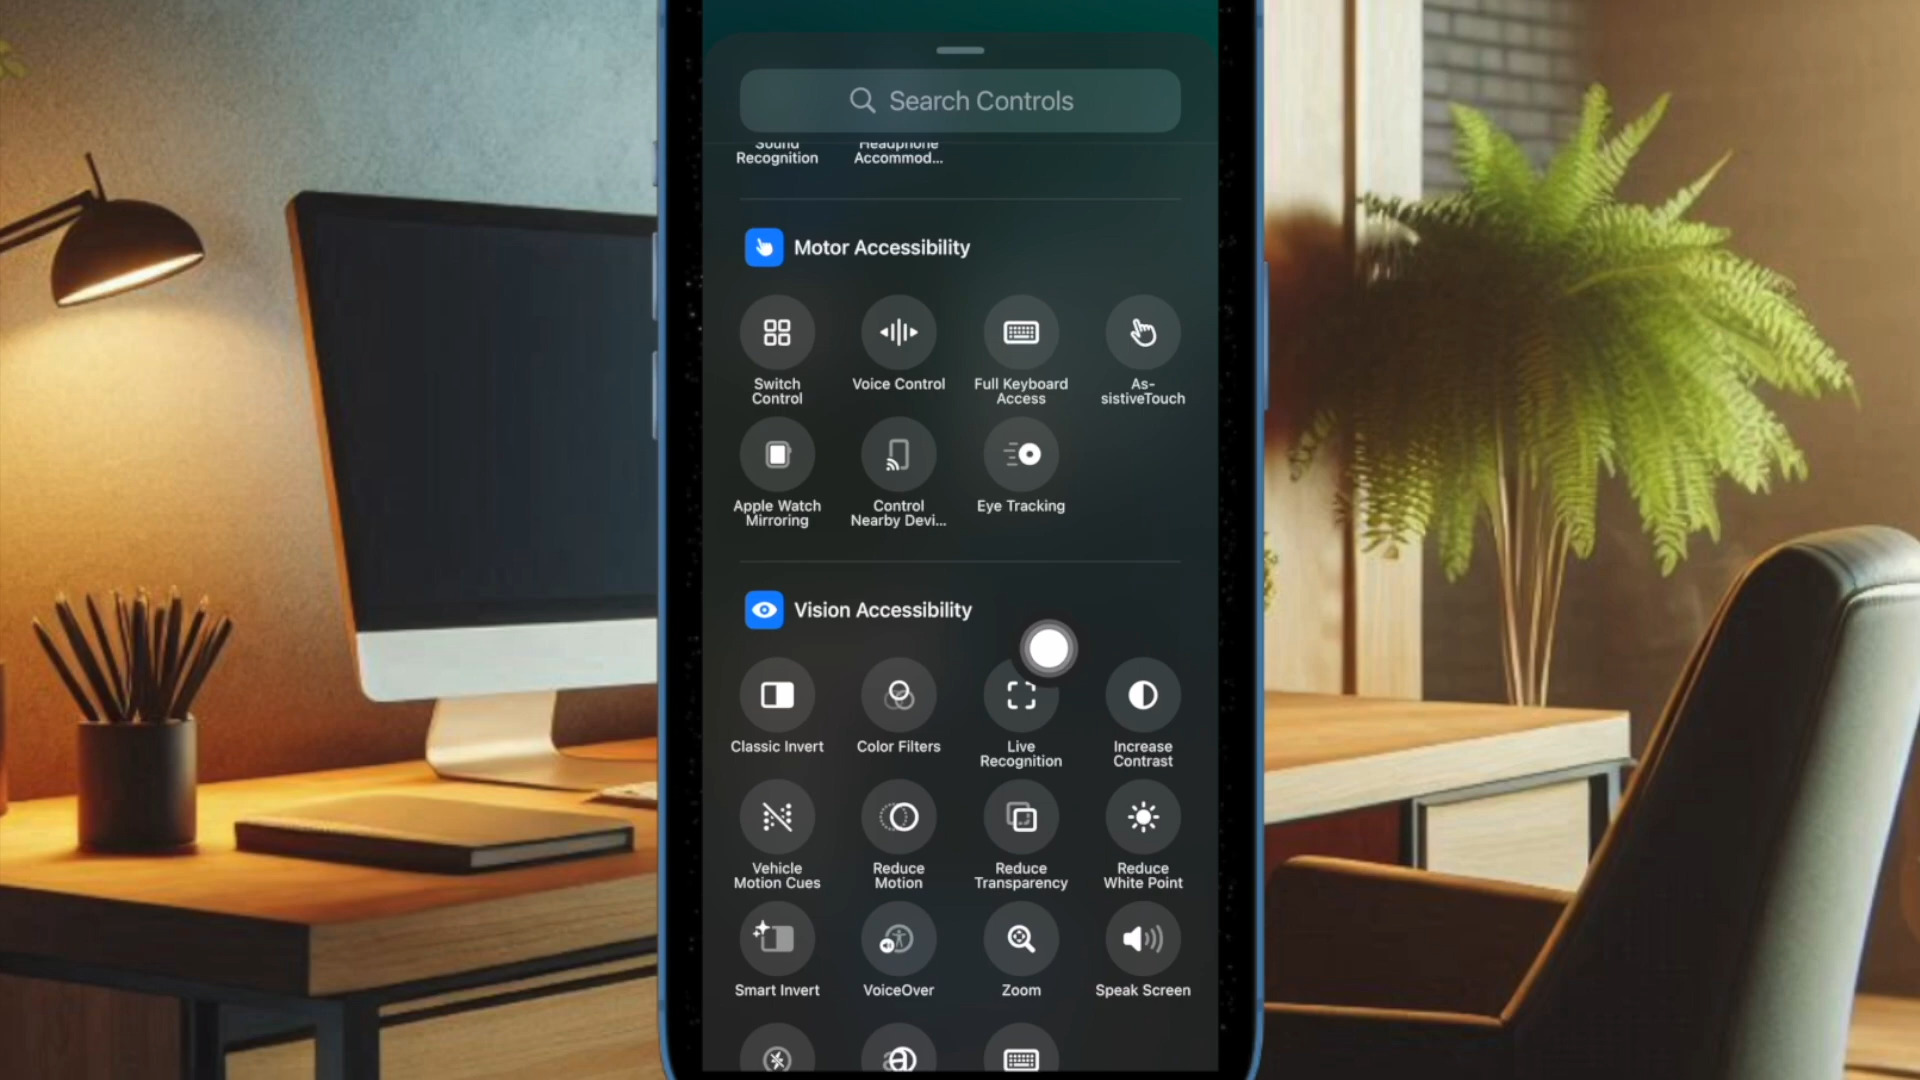 Search Controls
Sound Headphone
Recognition Accommod...
Motor Accessibility
Switch Voice Control Full Keyboard As-
Control Access sistiveTouch
Apple Watch Control Eye Tracking
Mirroring Nearby Devi...
Vision Accessibility
Classic Invert Color Filters Live Increase
Recognition Contrast
Vehicle Reduce Reduce Reduce
Motion Cues Motion Transparency White Point
Smart Invert VoiceOver Zoom Speak Screen